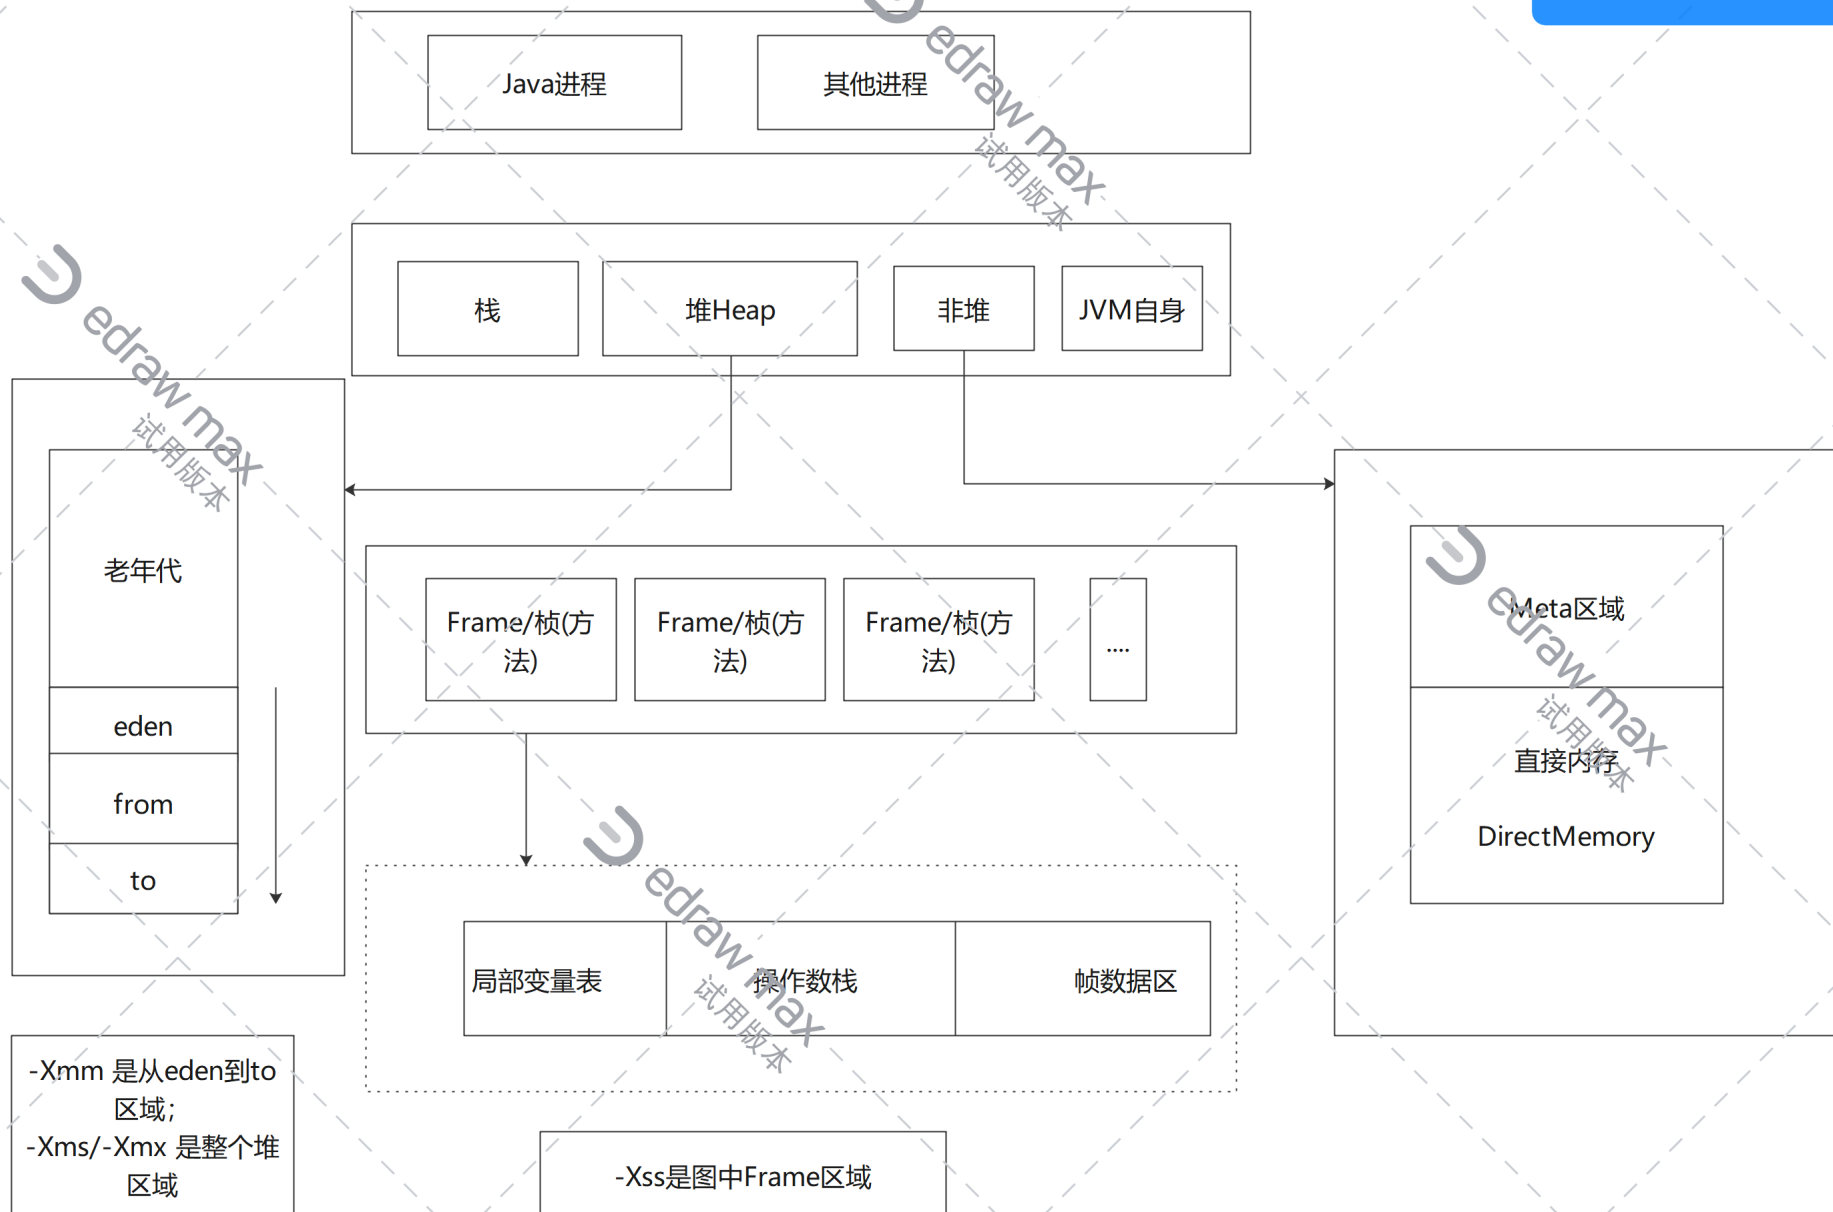 Java进程
其他进程
栈
堆Heap
非堆
JVM自身
老年代
eden
from
to
Frame/桢(方
法)
Frame/桢(方
法)
Frame/桢(方
法)
....
Meta区域
直接内存
DirectMemory
局部变量表
操作数栈
帧数据区
-Xmm 是从eden到to
区域；
-Xms/-Xmx 是整个堆
区域
-Xss是图中Frame区域
edraw max
试用版本
edraw max
试用版本
edraw max
试用版本
edraw max
试用版本